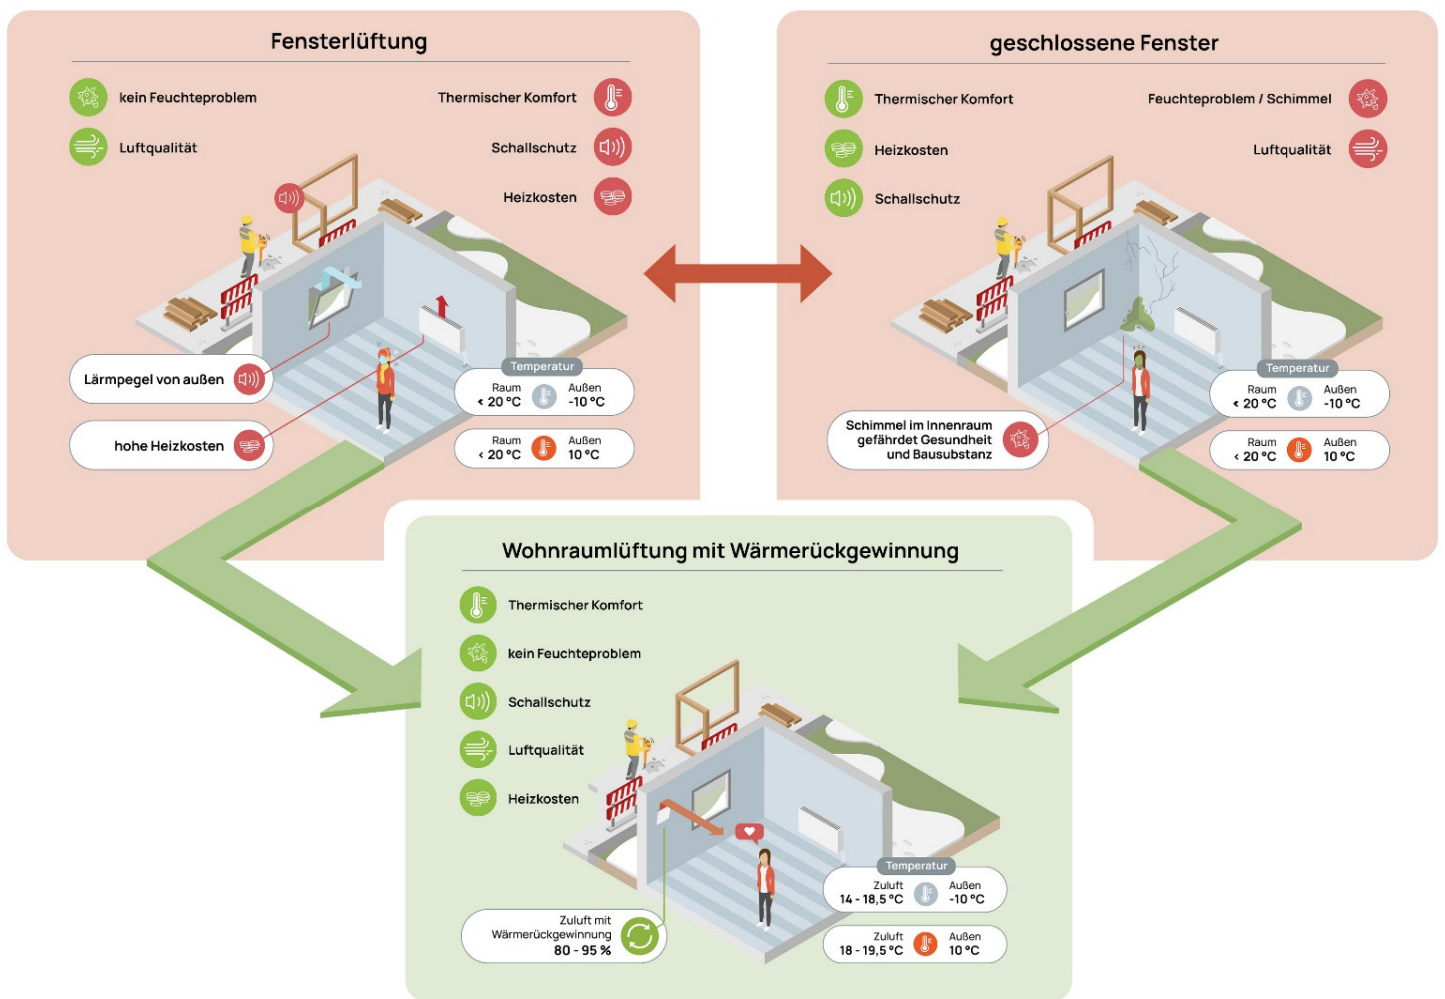 Fensterlüftung
kein Feuchteproblem
Luftqualität
Thermischer Komfort
Schallschutz
Heizkosten
Lärmpegel von außen
hohe Heizkosten
Temperatur
Raum
< 20 °C
Außen
-10 °C
Raum
< 20 °C
Außen
10 °C
geschlossene Fenster
Thermischer Komfort
Heizkosten
Schallschutz
Feuchteproblem / Schimmel
Luftqualität
Schimmel im Innenraum
gefährdet Gesundheit
und Bausubstanz
Temperatur
Raum
< 20 °C
Außen
-10 °C
Raum
< 20 °C
Außen
10 °C
Wohnraumlüftung mit Wärmerückgewinnung
Thermischer Komfort
kein Feuchteproblem
Schallschutz
Luftqualität
Heizkosten
Zuluft mit
Wärmerückgewinnung
80 - 95 %
Temperatur
Zuluft
14 - 18,5 °C
Außen
-10 °C
Zuluft
18 - 19,5 °C
Außen
10 °C